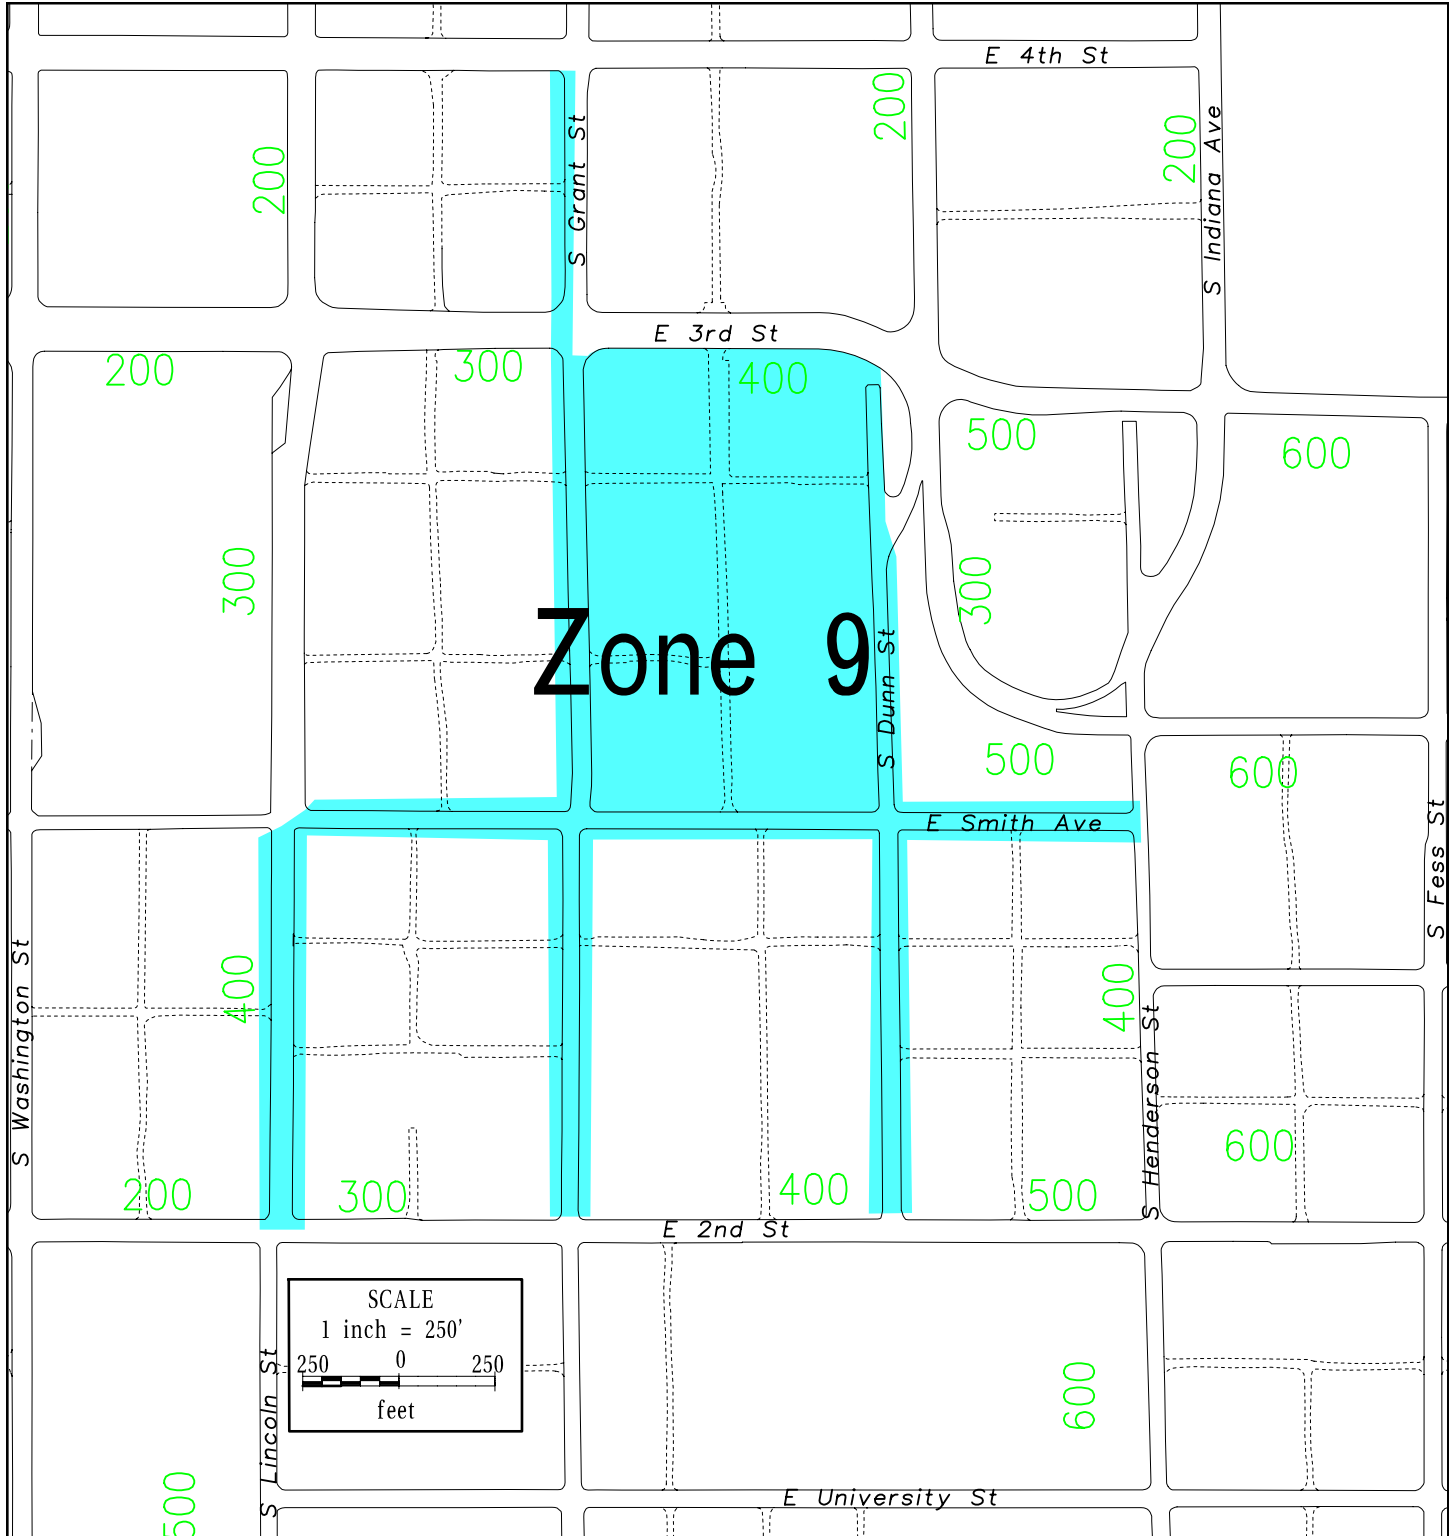 E 4th St
200
200
200
S Grant St
S Indiana Ave
E 3rd St
200
300
400
500
600
300
300
Zone 9
S Dunn St
500
600
E Smith Ave
S Fess St
S Washington St
400
400
S Henderson St
600
200
300
400
500
E 2nd St
SCALE
1 inch = 250'
250 0 250
feet
S Lincoln St
600
500
E University St